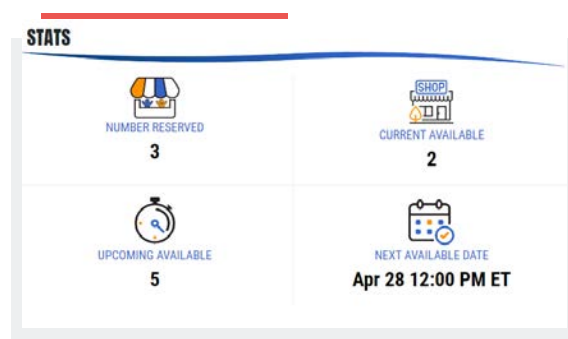 STATS
SHOP
NUMBER RESERVED
3
CURRENT AVAILABLE
2
UPCOMING AVAILABLE
5
NEXT AVAILABLE DATE
Apr 28 12:00 PM ET